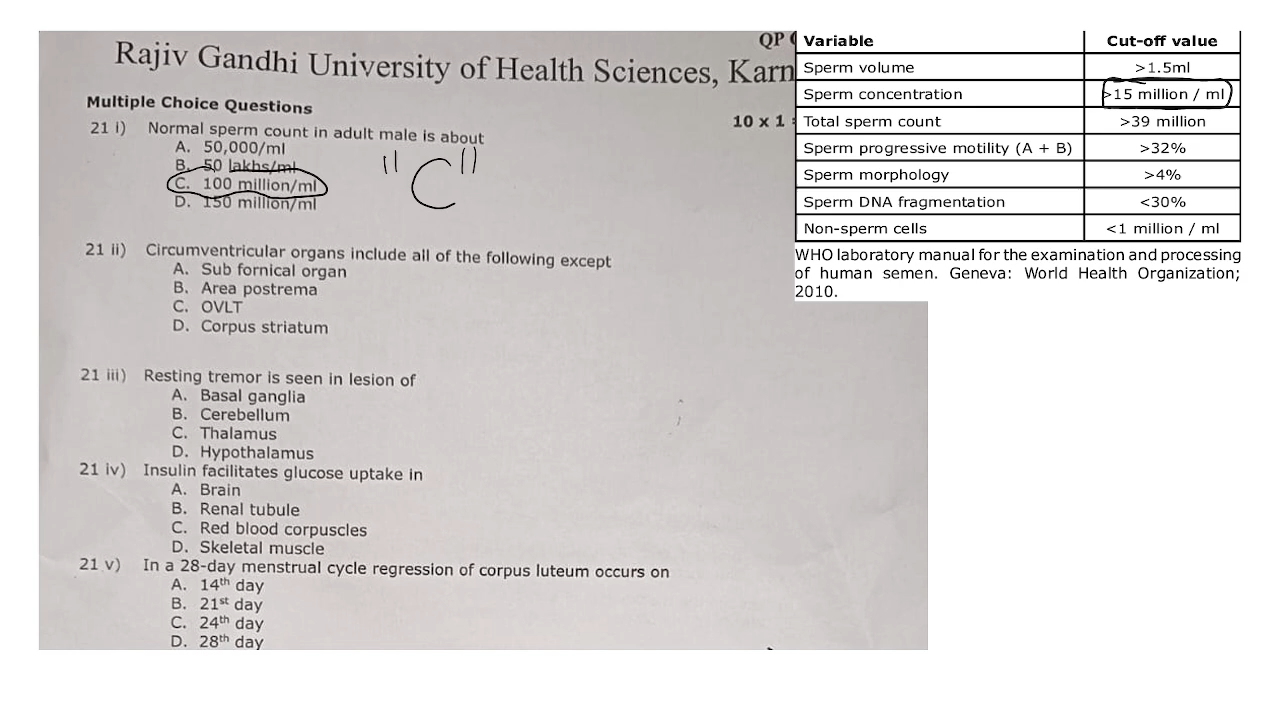 Rajiv Gandhi University of Health Sciences, Karn
QP
Multiple Choice Questions
10 x 1
21 i) Normal sperm count in adult male is about
A. 50,000/ml
B. 50 lakhs/ml
C. 100 million/ml
D. 150 million/ml
"C"
21 ii) Circumventricular organs include all of the following except
A. Sub fornical organ
B. Area postrema
C. OVLT
D. Corpus striatum
21 iii) Resting tremor is seen in lesion of
A. Basal ganglia
B. Cerebellum
C. Thalamus
D. Hypothalamus
21 iv) Insulin facilitates glucose uptake in
A. Brain
B. Renal tubule
C. Red blood corpuscles
D. Skeletal muscle
21 v) In a 28-day menstrual cycle regression of corpus luteum occurs on
A. 14th day
B. 21st day
C. 24th day
D. 28th day
Variable Cut-off value
Sperm volume >1.5ml
Sperm concentration >15 million / ml
Total sperm count >39 million
Sperm progressive motility (A + B) >32%
Sperm morphology >4%
Sperm DNA fragmentation <30%
Non-sperm cells <1 million / ml
WHO laboratory manual for the examination and processing
of human semen. Geneva: World Health Organization;
2010.